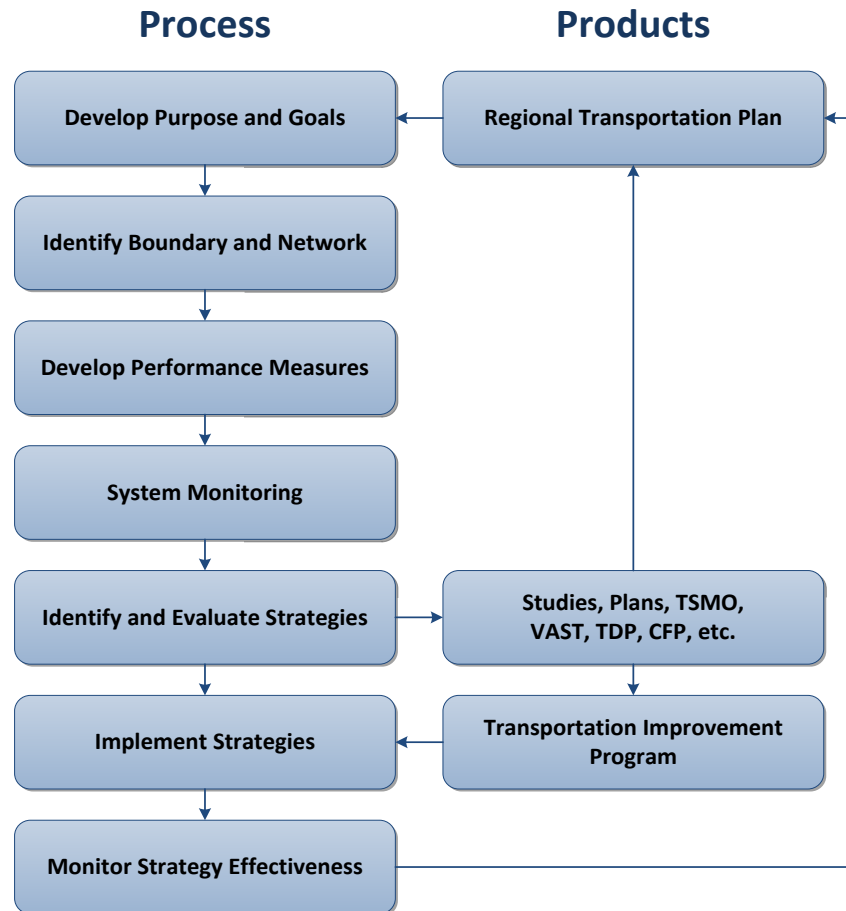 Process
Products
Develop Purpose and Goals
Regional Transportation Plan
Identify Boundary and Network
Develop Performance Measures
System Monitoring
Identify and Evaluate Strategies
Studies, Plans, TSMO,
VAST, TDP, CFP, etc.
Implement Strategies
Transportation Improvement
Program
Monitor Strategy Effectiveness